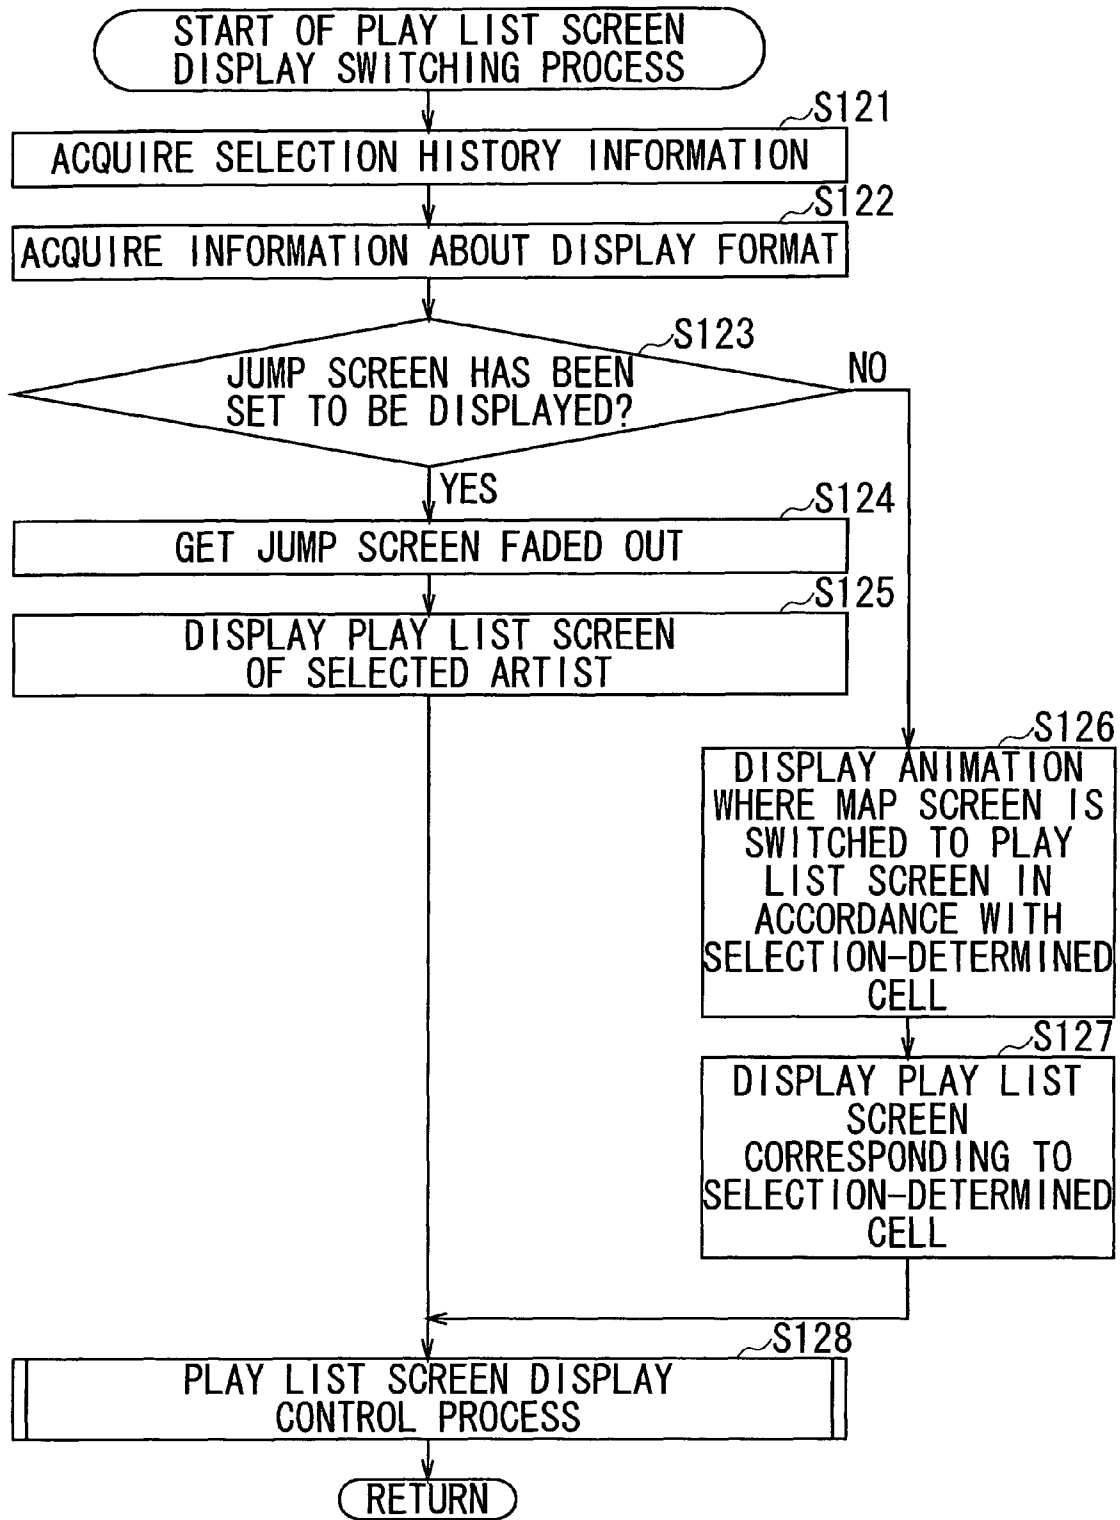 START OF PLAY LIST SCREEN
DISPLAY SWITCHING PROCESS
S121
ACQUIRE SELECTION HISTORY INFORMATION
S122
ACQUIRE INFORMATION ABOUT DISPLAY FORMAT
S123
JUMP SCREEN HAS BEEN
SET TO BE DISPLAYED?
NO
YES
S124
GET JUMP SCREEN FADED OUT
S125
DISPLAY PLAY LIST SCREEN
OF SELECTED ARTIST
S126
DISPLAY ANIMATION
WHERE MAP SCREEN IS
SWITCHED TO PLAY
LIST SCREEN IN
ACCORDANCE WITH
SELECTION-DETERMINED
CELL
S127
DISPLAY PLAY LIST
SCREEN
CORRESPONDING TO
SELECTION-DETERMINED
CELL
S128
PLAY LIST SCREEN DISPLAY
CONTROL PROCESS
RETURN